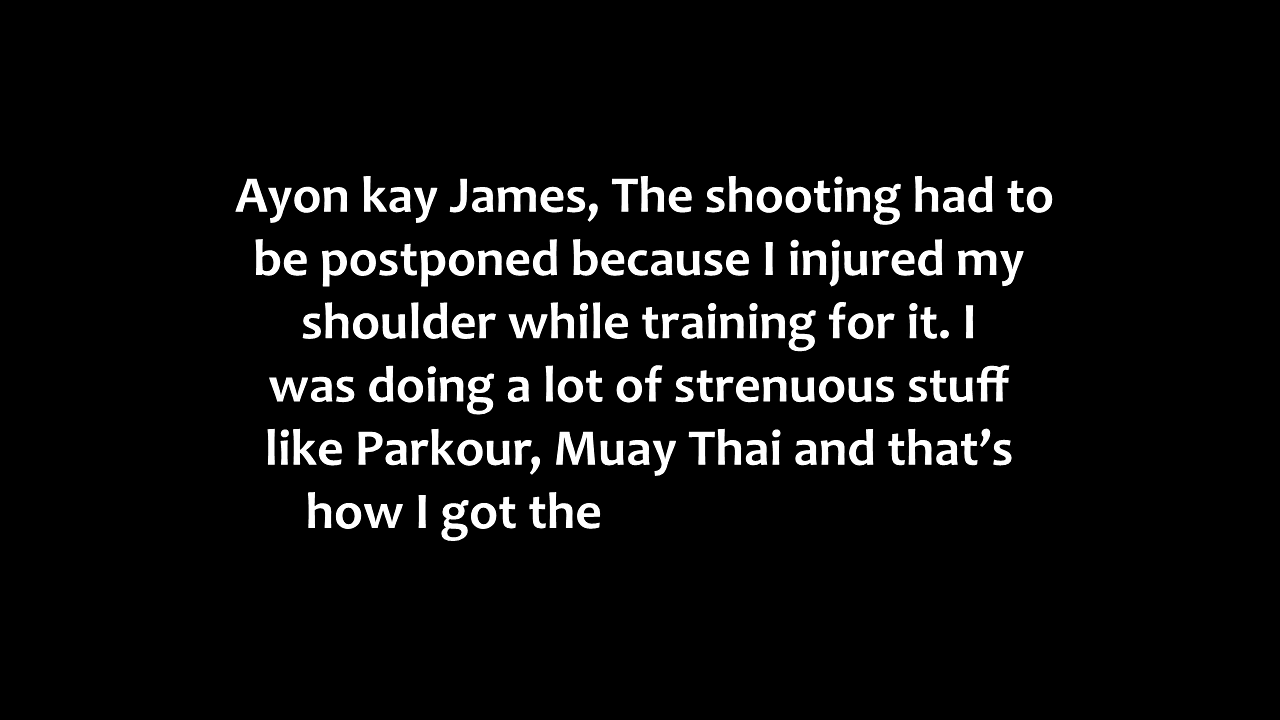 Ayon kay James, The shooting had to
be postponed because I injured my
shoulder while training for it. I
was doing a lot of strenuous stuff
like Parkour, Muay Thai and that’s
how I got the